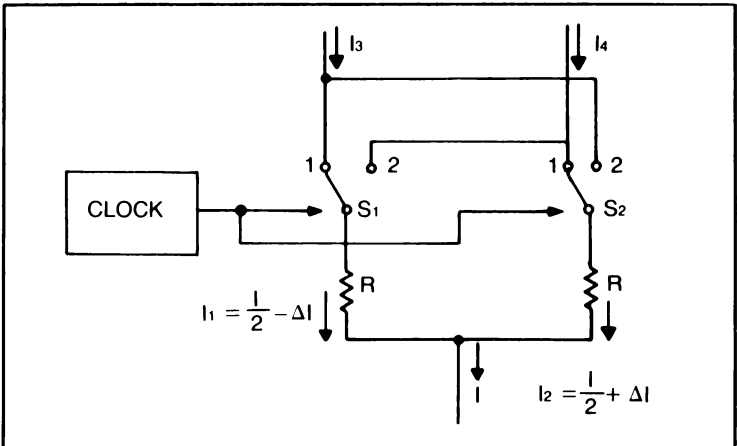 I3
I4
1
2
1
2
CLOCK
S1
S2
R
R
I1 = I/2 – ΔI
I
I2 = I/2 + ΔI